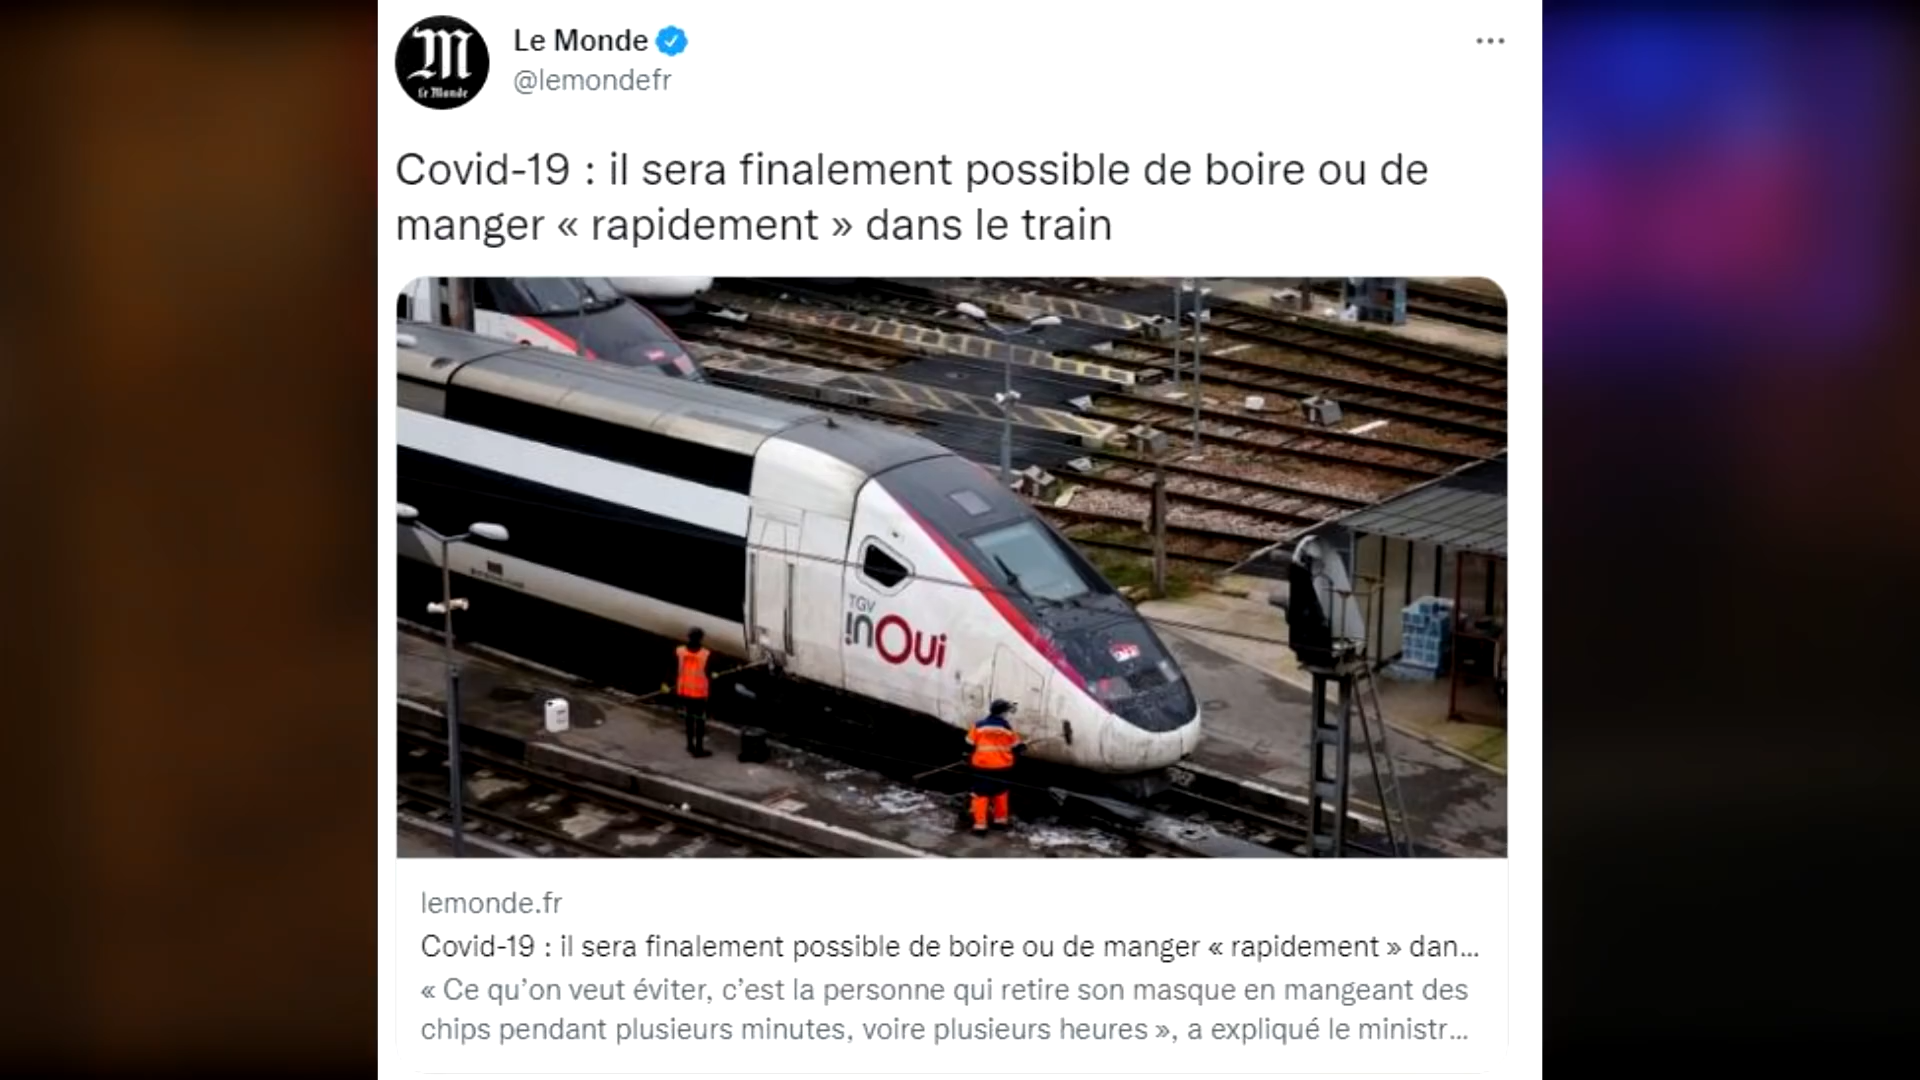 Le Monde
Le Monde
@lemondefr
Covid-19 : il sera finalement possible de boire ou de
manger « rapidement » dans le train
TGV
inOui
lemonde.fr
Covid-19 : il sera finalement possible de boire ou de manger « rapidement » dan...
« Ce qu’on veut éviter, c’est la personne qui retire son masque en mangeant des
chips pendant plusieurs minutes, voire plusieurs heures », a expliqué le ministr...